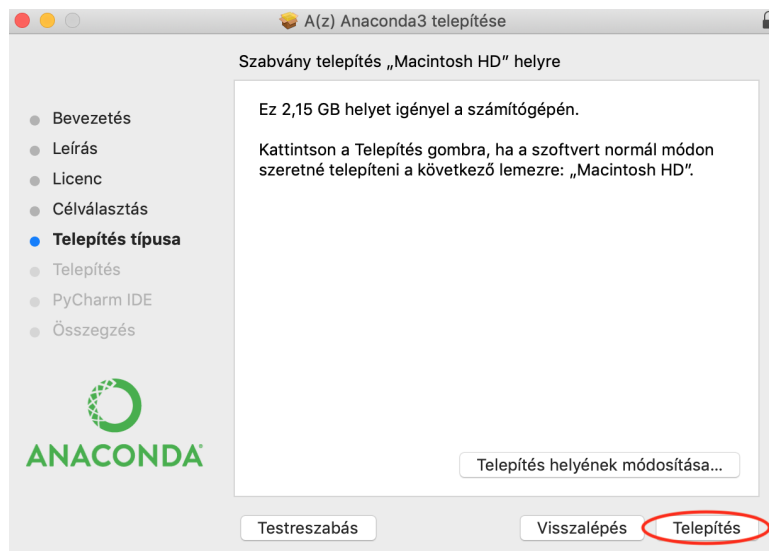 A(z) Anaconda3 telepítése
Szabvány telepítés „Macintosh HD” helyre
Bevezetés
Leírás
Licenc
Célválasztás
Telepítés típusa
Telepítés
PyCharm IDE
Összegzés
Ez 2,15 GB helyet igényel a számítógépén.
Kattintson a Telepítés gombra, ha a szoftvert normál módon
szeretné telepíteni a következő lemezre: „Macintosh HD”.
ANACONDA
Telepítés helyének módosítása...
Testreszabás
Visszalépés
Telepítés